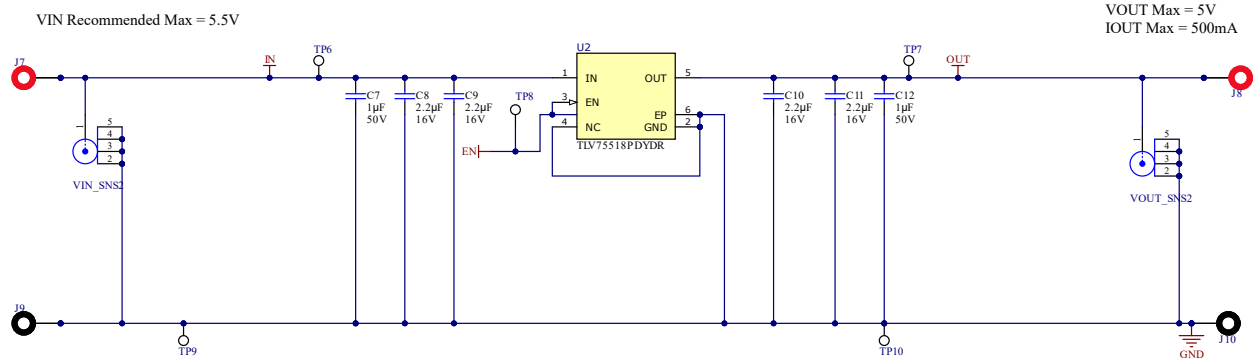 VIN Recommended Max = 5.5V
VOUT Max = 5V
IOUT Max = 500mA
J7
IN
TP6
U2
TP7
OUT
J8
1
IN
OUT
5
C7
1µF
50V
C8
2.2µF
16V
C9
2.2µF
16V
TP8
3
EN
4
NC
EP
6
GND
2
TLV75518PDYDR
EN
C10
2.2µF
16V
C11
2.2µF
16V
C12
1µF
50V
1
5
4
3
2
VIN_SNS2
1
5
4
3
2
VOUT_SNS2
J9
TP9
TP10
GND
J10